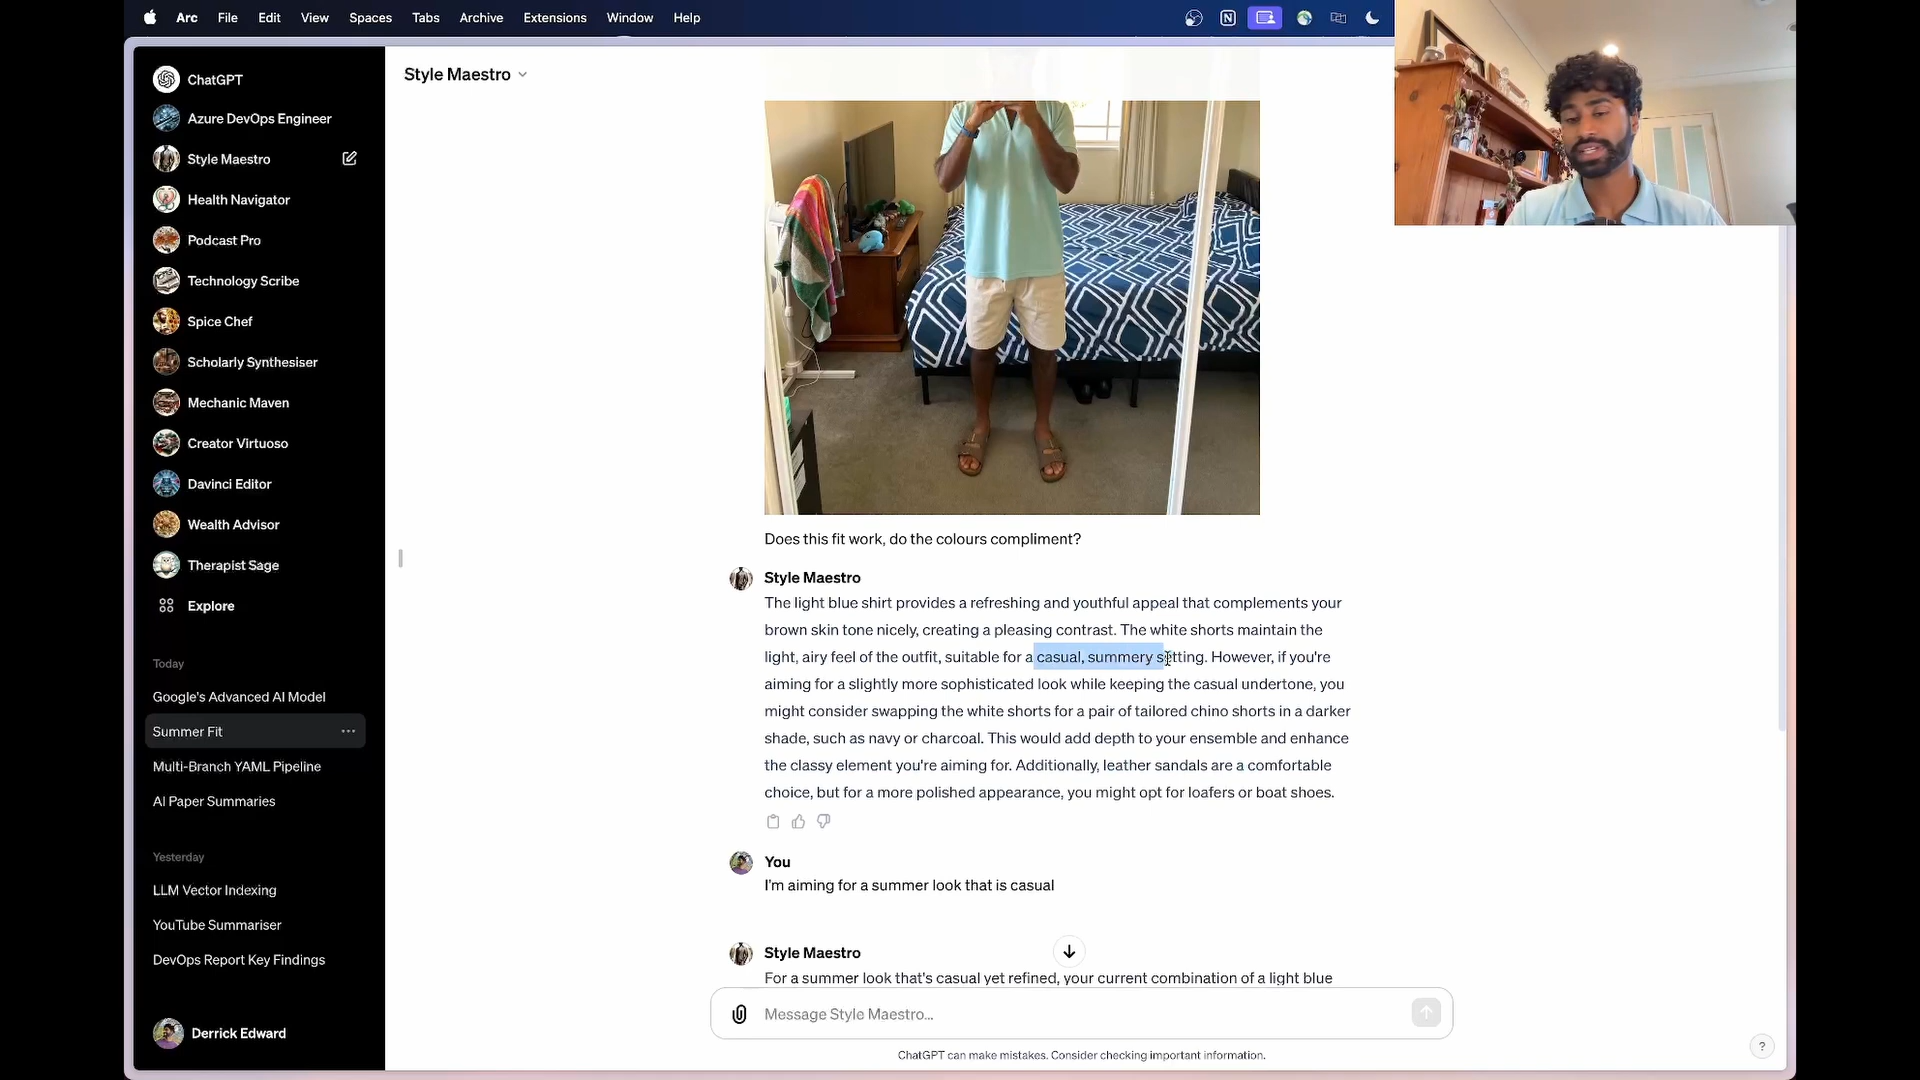 Arc File Edit View Spaces Tabs Archive Extensions Window Help
ChatGPT
Azure DevOps Engineer
Style Maestro
Health Navigator
Podcast Pro
Technology Scribe
Spice Chef
Scholarly Synthesiser
Mechanic Maven
Creator Virtuoso
Davinci Editor
Wealth Advisor
Therapist Sage
Explore
Today
Google's Advanced AI Model
Summer Fit
Multi-Branch YAML Pipeline
AI Paper Summaries
Yesterday
LLM Vector Indexing
YouTube Summariser
DevOps Report Key Findings
Derrick Edward
Style Maestro
Does this fit work, do the colours compliment?
Style Maestro
The light blue shirt provides a refreshing and youthful appeal that complements your
brown skin tone nicely, creating a pleasing contrast. The white shorts maintain the
light, airy feel of the outfit, suitable for a casual, summery setting. However, if you're
aiming for a slightly more sophisticated look while keeping the casual undertone, you
might consider swapping the white shorts for a pair of tailored chino shorts in a darker
shade, such as navy or charcoal. This would add depth to your ensemble and enhance
the classy element you're aiming for. Additionally, leather sandals are a comfortable
choice, but for a more polished appearance, you might opt for loafers or boat shoes.
You
I'm aiming for a summer look that is casual
Style Maestro
For a summer look that's casual yet refined, your current combination of a light blue
Message Style Maestro...
ChatGPT can make mistakes. Consider checking important information.
?